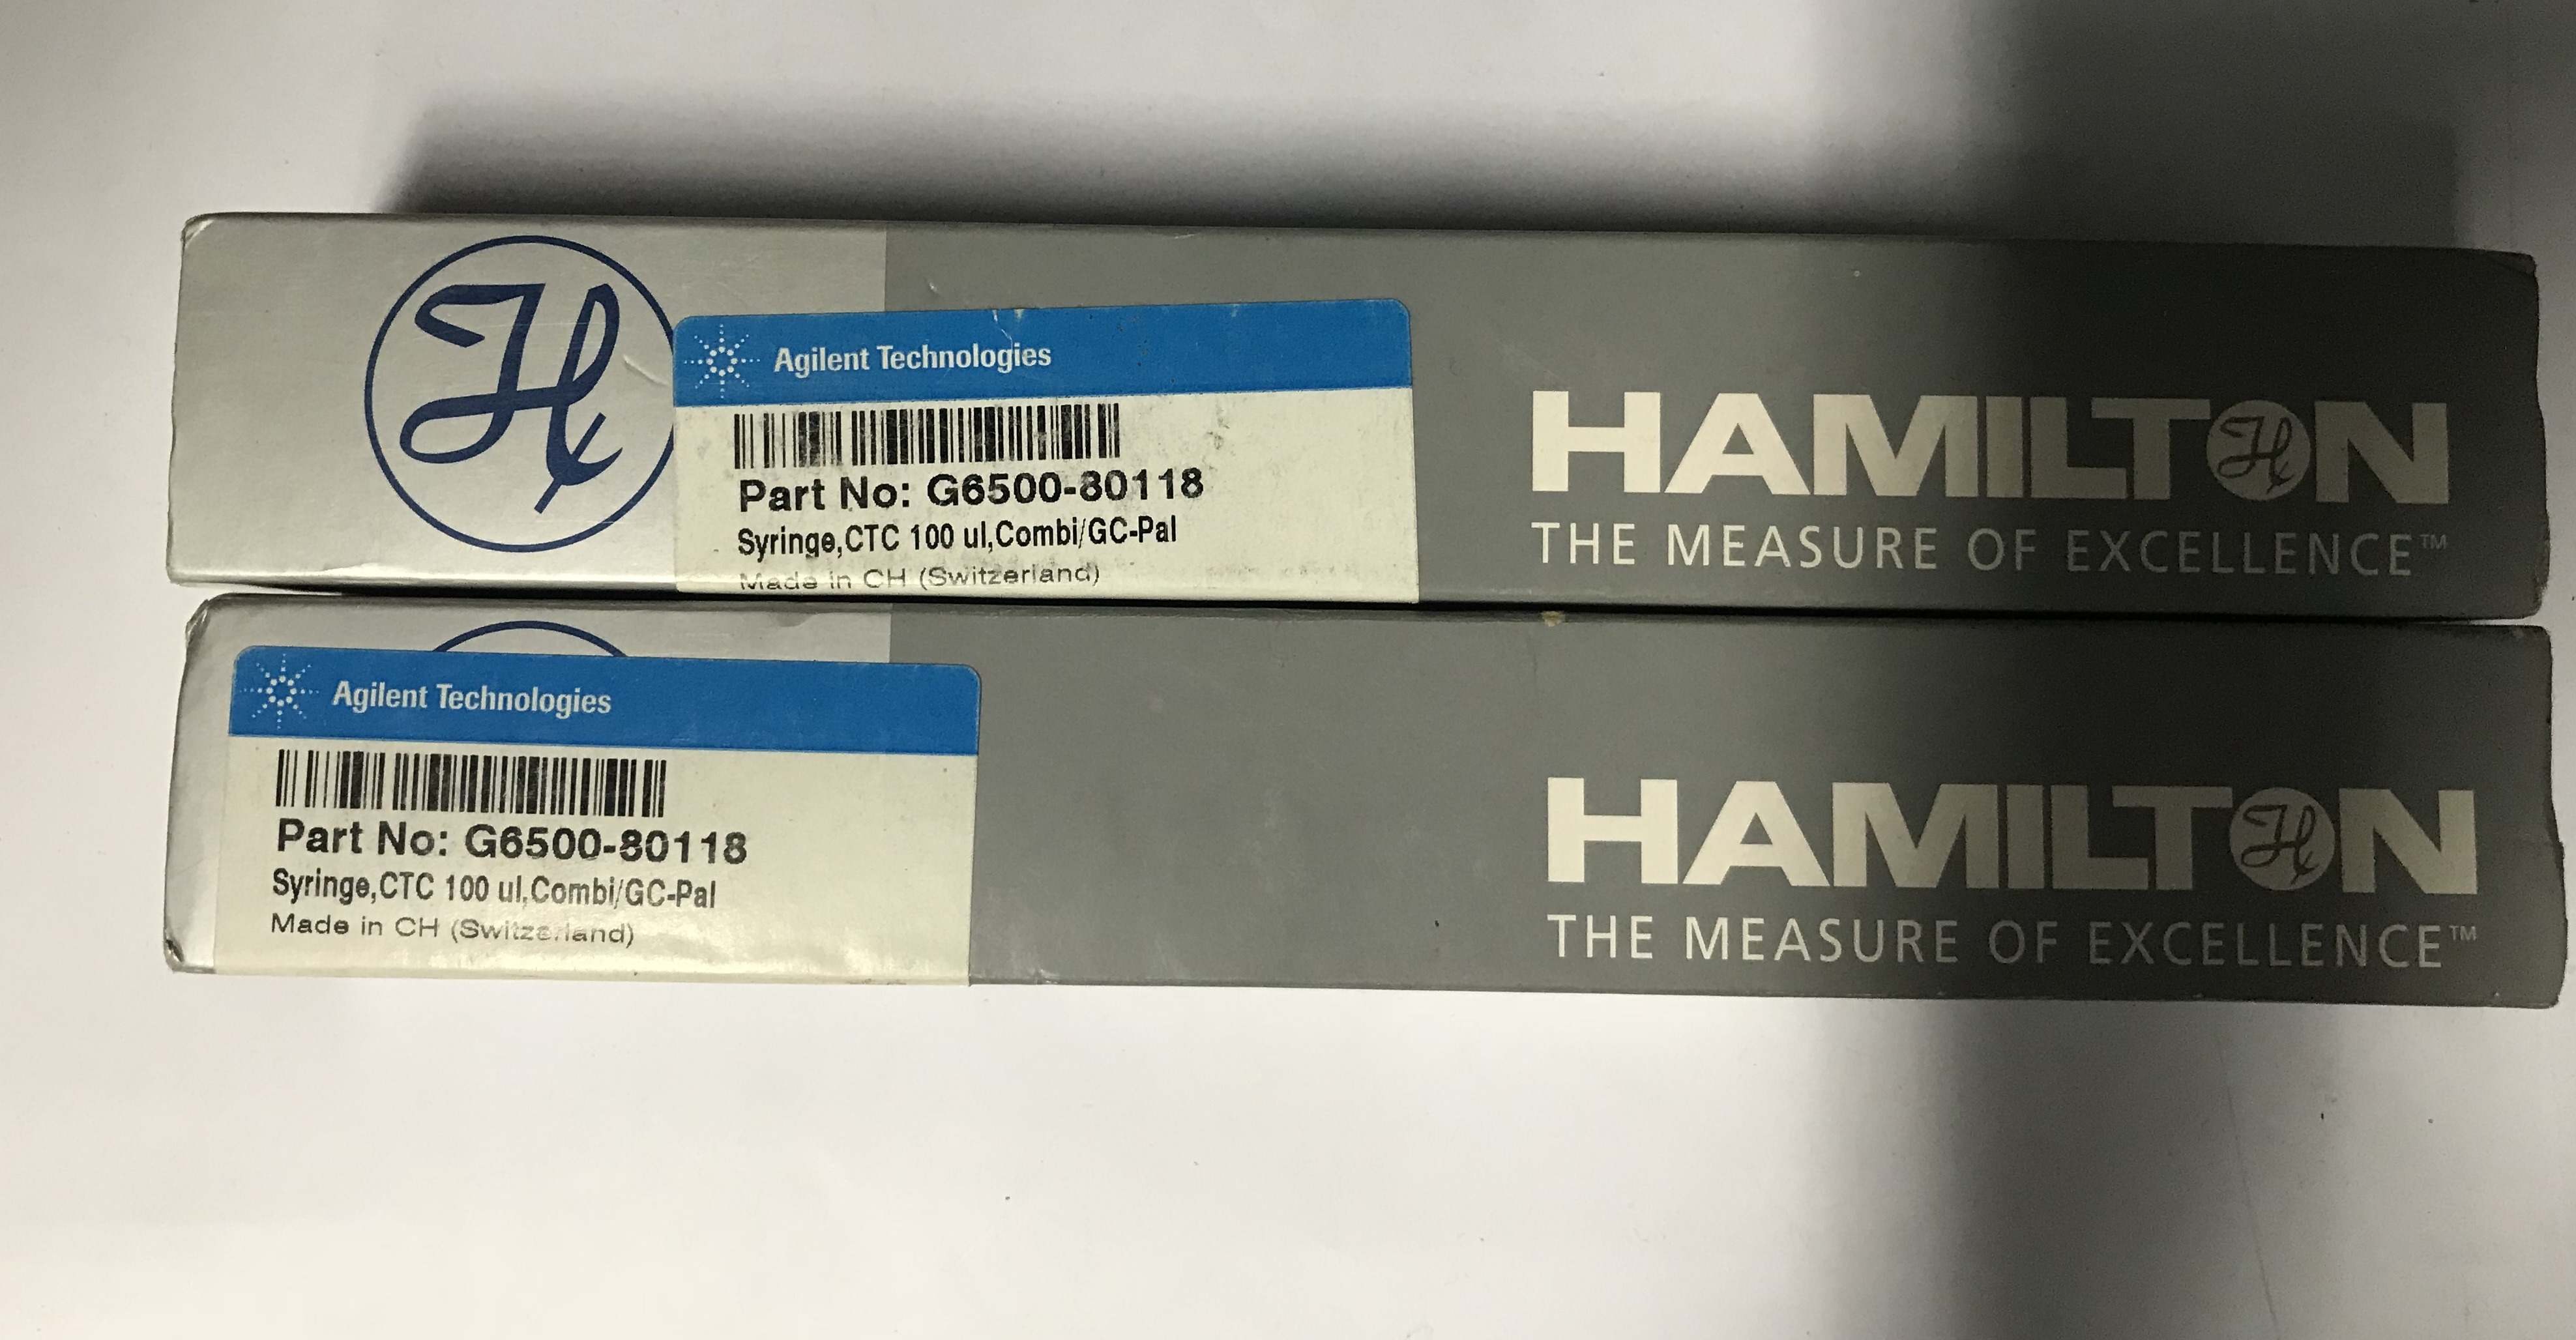 Agilent Technologies
Part No: G6500-80118
Syringe,CTC 100 ul,Combi/GC-Pal
Made in CH (Switzerland)
HAMILTON
THE MEASURE OF EXCELLENCE™
Agilent Technologies
Part No: G6500-80118
Syringe,CTC 100 ul,Combi/GC-Pal
Made in CH (Switzerland)
HAMILTON
THE MEASURE OF EXCELLENCE™